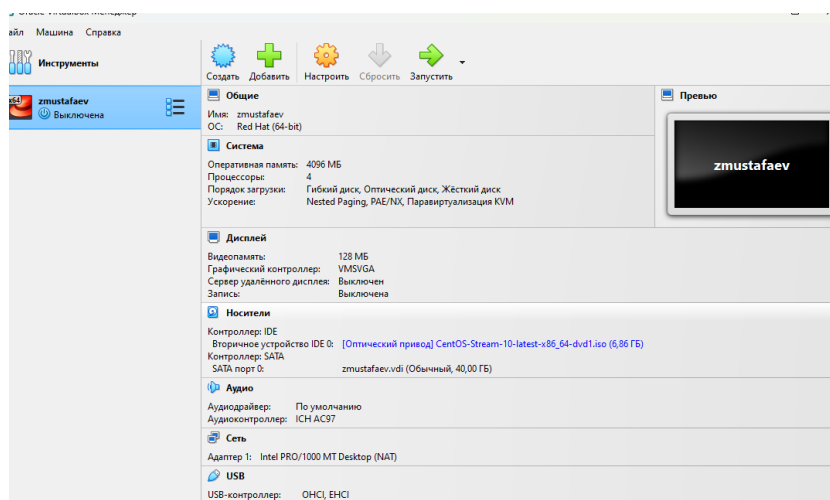 Oracle VirtualBox Менеджер
айл Машина Справка
Инструменты
Создать Добавить Настроить Сбросить Запустить
x64
zmustafaev
Выключена
Общие
Имя: zmustafaev
ОС: Red Hat (64-bit)
Превью
zmustafaev
Система
Оперативная память: 4096 МБ
Процессоры: 4
Порядок загрузки: Гибкий диск, Оптический диск, Жёсткий диск
Ускорение: Nested Paging, PAE/NX, Паравиртуализация KVM
Дисплей
Видеопамять: 128 МБ
Графический контроллер: VMSVGA
Сервер удалённого дисплея: Выключен
Запись: Выключена
Носители
Контроллер: IDE
Вторичное устройство IDE 0: [Оптический привод] CentOS-Stream-10-latest-x86_64-dvd1.iso (6,86 ГБ)
Контроллер: SATA
SATA порт 0: zmustafaev.vdi (Обычный, 40,00 ГБ)
Аудио
Аудиодрайвер: По умолчанию
Аудиоконтроллер: ICH AC97
Сеть
Адаптер 1: Intel PRO/1000 MT Desktop (NAT)
USB
USB-контроллер: OHCI, EHCI